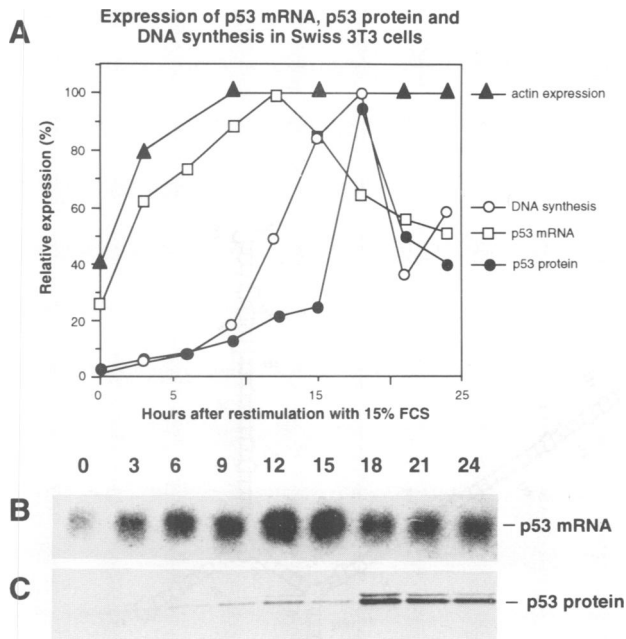 A
Expression of p53 mRNA, p53 protein and
DNA synthesis in Swiss 3T3 cells
Relative expression (%)
100
80
60
40
20
0
0
5
15
25
Hours after restimulation with 15% FCS
actin expression
DNA synthesis
p53 mRNA
p53 protein
0 3 6 9 12 15 18 21 24
B
p53 mRNA
C
p53 protein